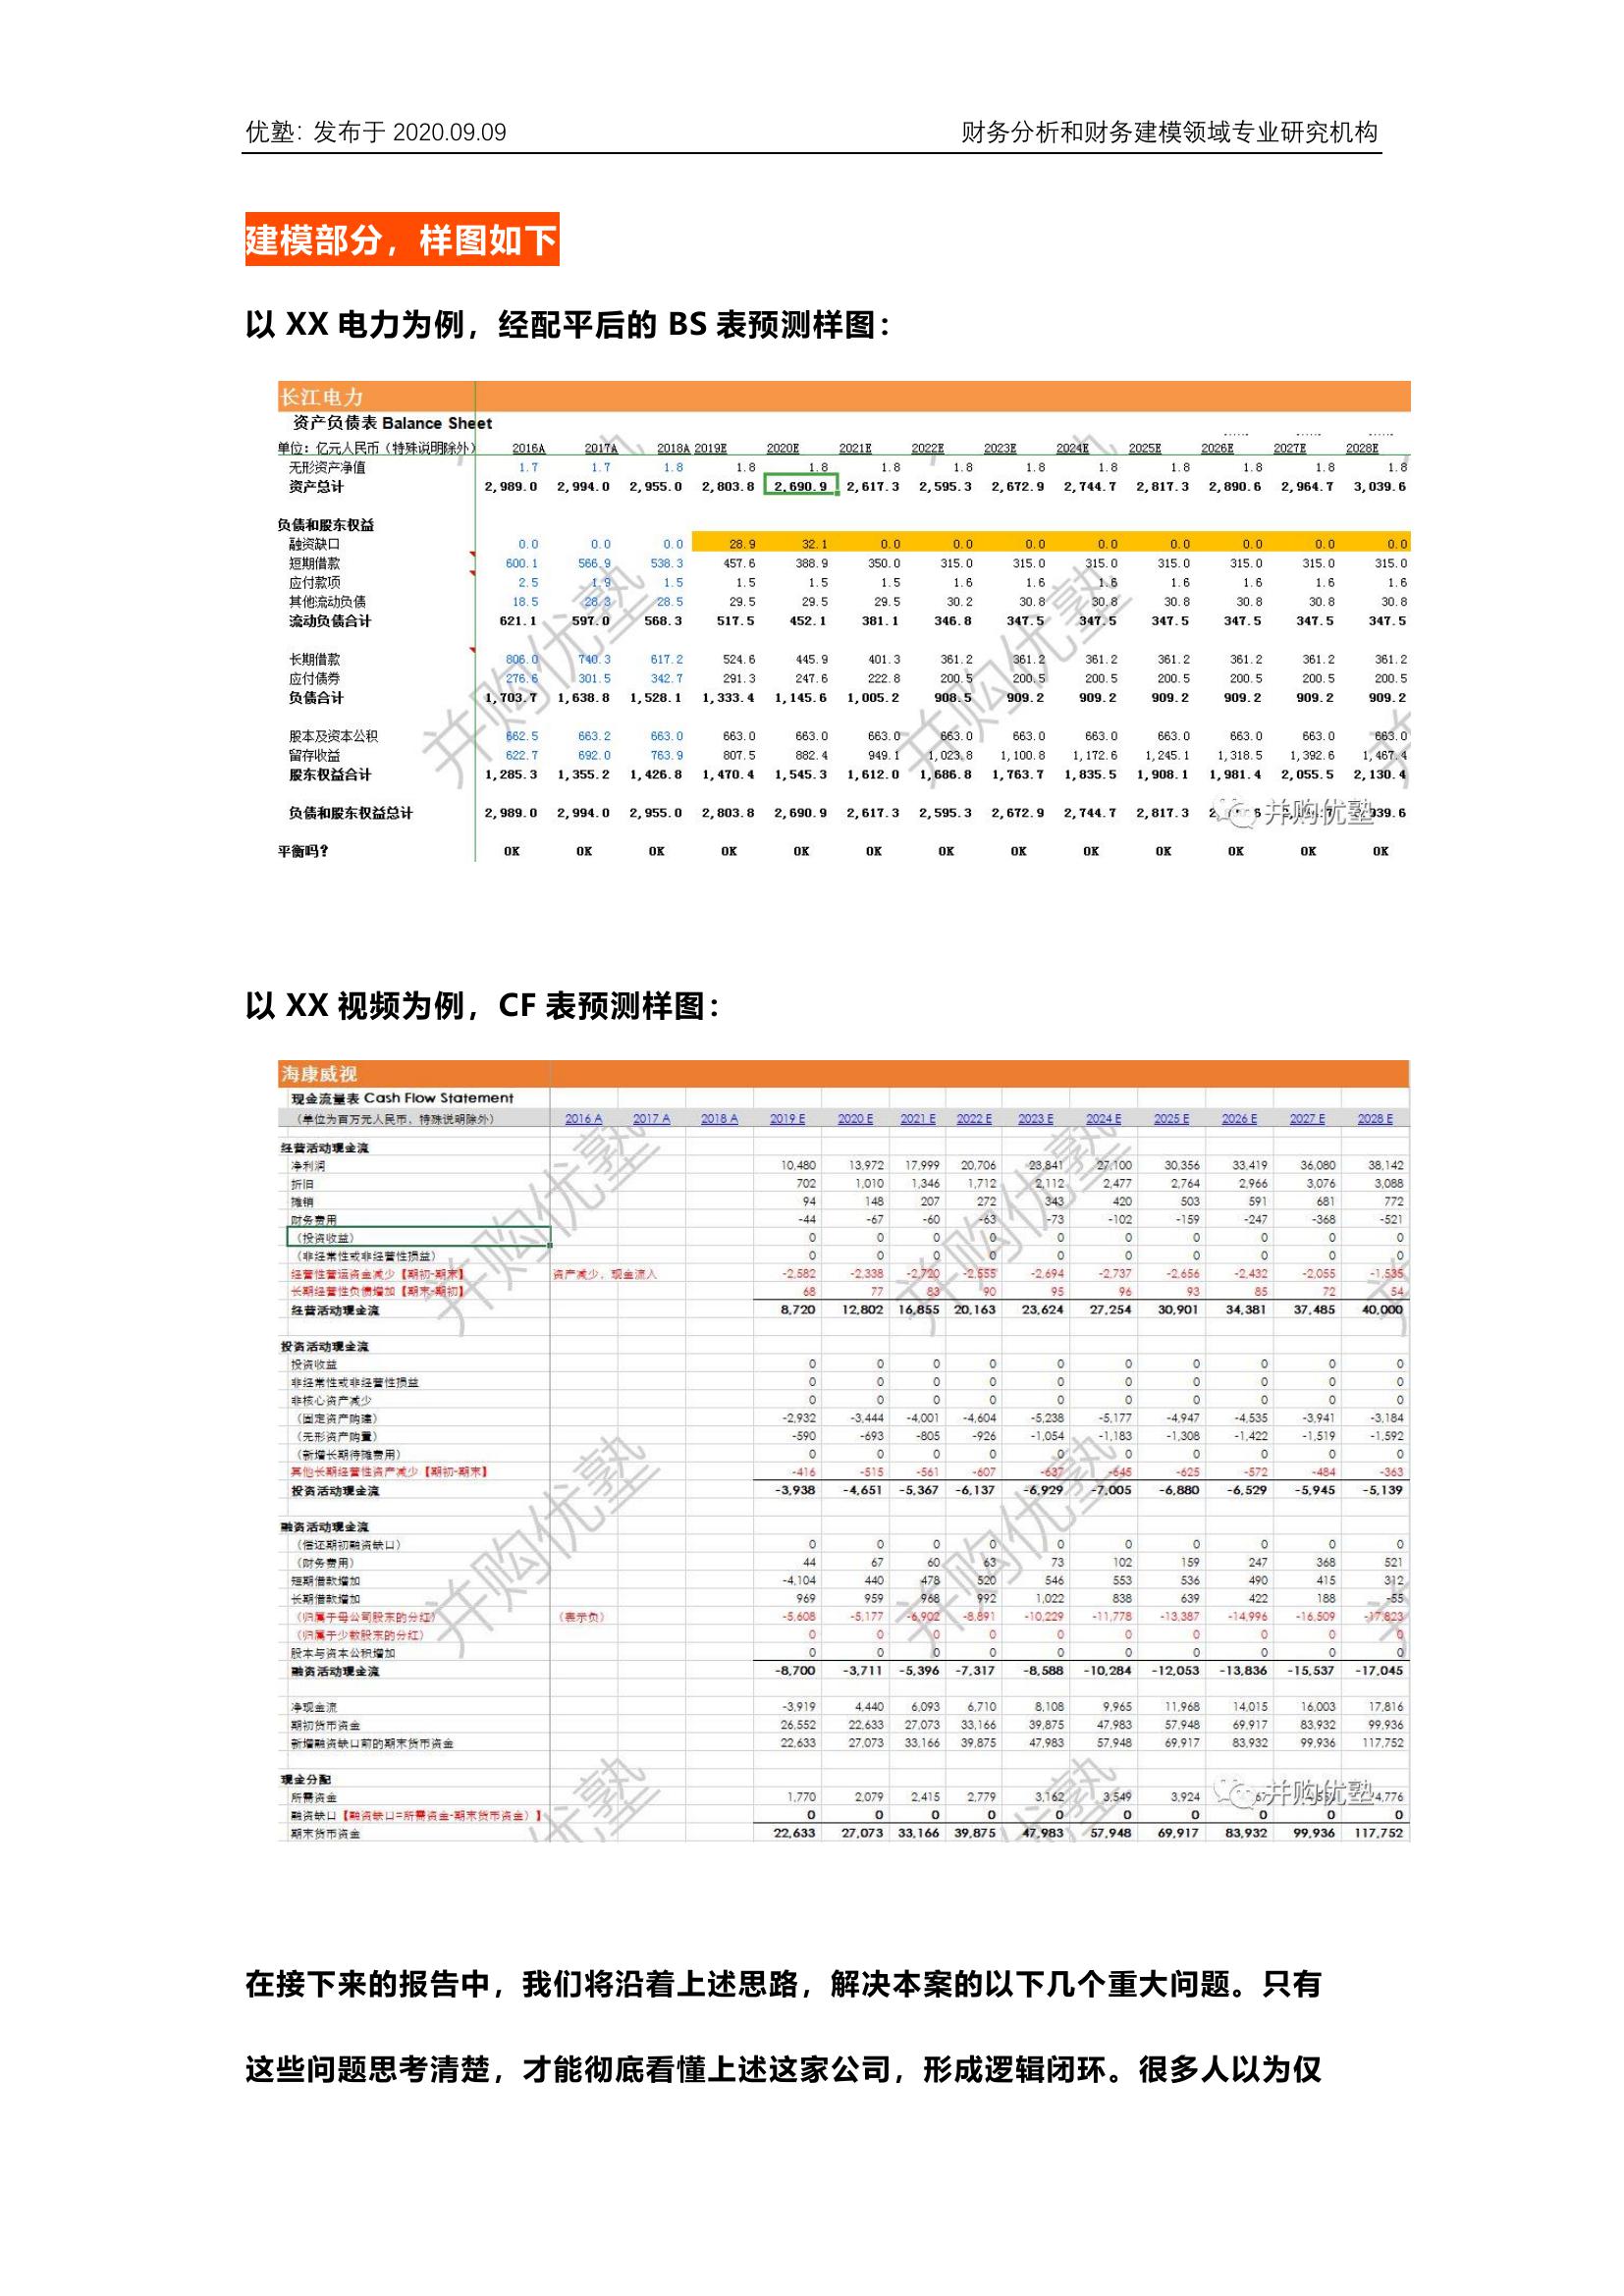 优塾：发布于 2020.09.09 财务分析和财务建模领域专业研究机构
建模部分，样图如下
以 XX 电力为例，经配平后的 BS 表预测样图：
长江电力
资产负债表 Balance Sheet
单位：亿元人民币（特殊说明除外） 2016A 2017A 2018A 2019E 2020E 2021E 2022E 2023E 2024E 2025E 2026E 2027E 2028E
无形资产净值 1.7 1.7 1.8 1.8 1.8 1.8 1.8 1.8 1.8 1.8 1.8 1.8 1.8
资产总计 2,989.0 2,994.0 2,955.0 2,803.8 2,690.9 2,617.3 2,595.3 2,672.9 2,744.7 2,817.3 2,890.6 2,964.7 3,039.6
负债和股东权益
融资缺口 0.0 0.0 0.0 28.9 32.1 0.0 0.0 0.0 0.0 0.0 0.0 0.0 0.0
短期借款 600.1 566.9 538.3 457.6 388.9 350.0 315.0 315.0 315.0 315.0 315.0 315.0 315.0
应付款项 2.5 1.9 1.5 1.5 1.5 1.5 1.6 1.6 1.6 1.6 1.6 1.6 1.6
其他流动负债 18.5 28.3 28.5 29.5 29.5 29.5 30.2 30.8 30.8 30.8 30.8 30.8 30.8
流动负债合计 621.1 597.0 568.3 517.5 452.1 381.1 346.8 347.5 347.5 347.5 347.5 347.5 347.5
长期借款 806.0 740.3 617.2 524.6 445.9 401.3 361.2 361.2 361.2 361.2 361.2 361.2 361.2
应付债券 276.6 301.5 342.7 291.3 247.6 222.8 200.5 200.5 200.5 200.5 200.5 200.5 200.5
负债合计 1,703.7 1,638.8 1,528.1 1,333.4 1,145.6 1,005.2 908.5 909.2 909.2 909.2 909.2 909.2 909.2
股本及资本公积 662.5 663.2 663.0 663.0 663.0 663.0 663.0 663.0 663.0 663.0 663.0 663.0 663.0
留存收益 622.7 692.0 763.9 807.5 882.4 949.1 1,023.8 1,100.8 1,172.6 1,245.1 1,318.5 1,392.6 1,467.4
股东权益合计 1,285.3 1,355.2 1,426.8 1,470.4 1,545.3 1,612.0 1,686.8 1,763.7 1,835.5 1,908.1 1,981.4 2,055.5 2,130.4
负债和股东权益总计 2,989.0 2,994.0 2,955.0 2,803.8 2,690.9 2,617.3 2,595.3 2,672.9 2,744.7 2,817.3
并购优塾
平衡吗? OK OK OK OK OK OK OK OK OK OK OK OK OK
以 XX 视频为例，CF 表预测样图：
海康威视
现金流量表 Cash Flow Statement
（单位为百万元人民币，特殊说明除外） 2016 A 2017 A 2018 A 2019 E 2020 E 2021 E 2022 E 2023 E 2024 E 2025 E 2026 E 2027 E 2028 E
经营活动现金流
净利润 10,480 13,972 17,999 20,706 23,841 27,100 30,356 33,419 36,080 38,142
折旧 702 1,010 1,346 1,712 2,112 2,477 2,764 2,966 3,076 3,088
摊销 94 148 207 272 343 420 503 591 681 772
财务费用 -44 -67 -60 -63 -73 -102 -159 -247 -368 -521
（投资收益） 0 0 0 0 0 0 0 0 0 0
（非经常性或非经营性损益） 0 0 0 0 0 0 0 0 0 0
经营性营运资金减少【期初-期末】 资产减少，现金流入 -2,582 -2,338 -2,720 -2,555 -2,694 -2,737 -2,656 -2,432 -2,055 -1,535
长期经营性负债增加【期末-期初】 68 77 83 90 95 96 93 85 72 54
经营活动现金流 8,720 12,802 16,855 20,163 23,624 27,254 30,901 34,381 37,485 40,000
投资活动现金流
投资收益 0 0 0 0 0 0 0 0 0 0
非经常性或非经营性损益 0 0 0 0 0 0 0 0 0 0
非核心资产减少 0 0 0 0 0 0 0 0 0 0
（固定资产购建） -2,932 -3,444 -4,001 -4,604 -5,238 -5,177 -4,947 -4,535 -3,941 -3,184
（无形资产购置） -590 -693 -805 -926 -1,054 -1,183 -1,308 -1,422 -1,519 -1,592
（新增长期待摊费用） 0 0 0 0 0 0 0 0 0 0
其他长期经营性资产减少【期初-期末】 -416 -515 -561 -607 -637 -645 -625 -572 -484 -363
投资活动现金流 -3,938 -4,651 -5,367 -6,137 -6,929 -7,005 -6,880 -6,529 -5,945 -5,139
融资活动现金流
（偿还期初融资缺口） 0 0 0 0 0 0 0 0 0 0
（财务费用） 44 67 60 63 73 102 159 247 368 521
短期借款增加 -4,104 440 478 520 546 553 536 490 415 312
长期借款增加 969 959 968 992 1,022 838 639 422 188 -55
（归属于母公司股东的分红） （表示负） -5,608 -5,177 -6,902 -8,891 -10,229 -11,778 -13,387 -14,996 -16,509 -17,823
（归属于少数股东的分红） 0 0 0 0 0 0 0 0 0 0
股本与资本公积增加 0 0 0 0 0 0 0 0 0 0
融资活动现金流 -8,700 -3,711 -5,396 -7,317 -8,588 -10,284 -12,053 -13,836 -15,537 -17,045
净现金流 -3,919 4,440 6,093 6,710 8,108 9,965 11,968 14,015 16,003 17,816
期初货币资金 26,552 22,633 27,073 33,166 39,875 47,983 57,948 69,917 83,932 99,936
新增融资缺口前的期末货币资金 22,633 27,073 33,166 39,875 47,983 57,948 69,917 83,932 99,936 117,752
现金分配
所需资金 1,770 2,079 2,415 2,779 3,162 3,549 3,924
并购优塾
融资缺口【融资缺口=所需资金-期末货币资金）】 0 0 0 0 0 0 0 0 0 0
期末货币资金 22,633 27,073 33,166 39,875 47,983 57,948 69,917 83,932 99,936 117,752
在接下来的报告中，我们将沿着上述思路，解决本案的以下几个重大问题。只有
这些问题思考清楚，才能彻底看懂上述这家公司，形成逻辑闭环。很多人以为仅